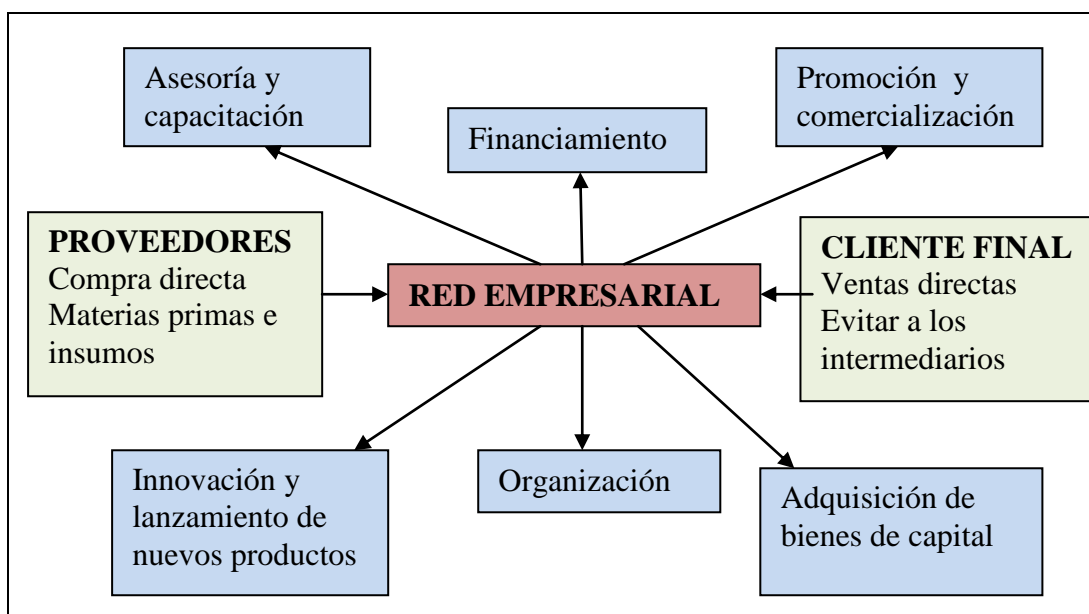 Asesoría y
capacitación
Financiamiento
Promoción y
comercialización
PROVEEDORES
Compra directa
Materias primas e
insumos
RED EMPRESARIAL
CLIENTE FINAL
Ventas directas
Evitar a los
intermediarios
Innovación y
lanzamiento de
nuevos productos
Organización
Adquisición de
bienes de capital